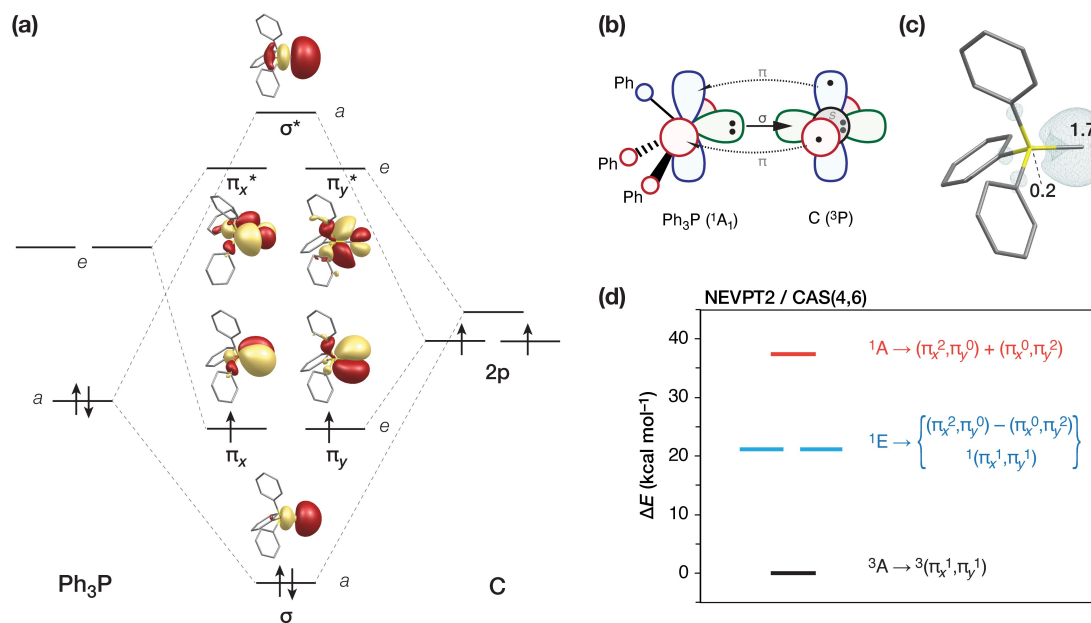 (a)
a
σ*
πx*
πy*
e
e
a
2p
πx
πy
e
a
σ
Ph₃P
C
(b)
Ph
Ph
Ph
π
σ
s
π
Ph₃P (¹A₁)
C (³P)
(c)
1.7
0.2
(d)
NEVPT2 / CAS(4,6)
ΔE (kcal mol⁻¹)
40
30
20
10
0
¹A → (πx²,πy⁰) + (πx⁰,πy²)
¹E → {(πx²,πy⁰) − (πx⁰,πy²)
¹(πx¹,πy¹)}
³A → ³(πx¹,πy¹)